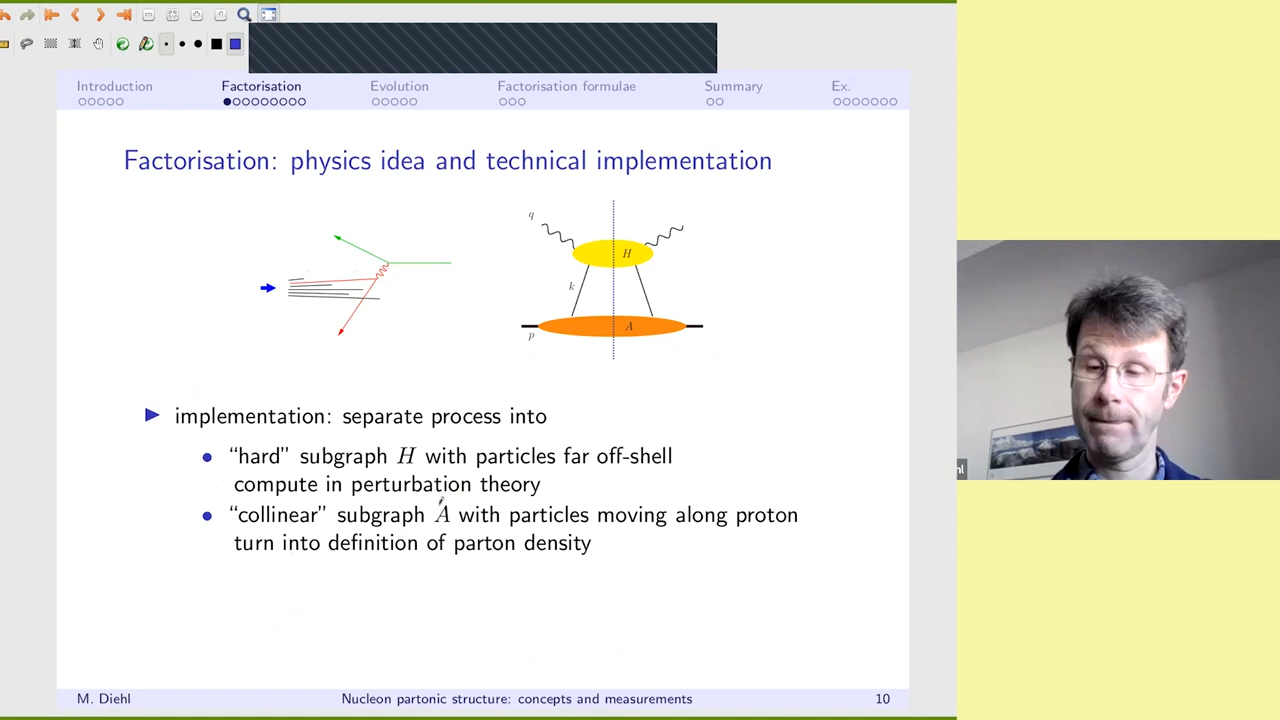 Introduction Factorisation Evolution Factorisation formulae Summary Ex.
Factorisation: physics idea and technical implementation
q
H
k
A
p
implementation: separate process into
“hard” subgraph H with particles far off-shell
compute in perturbation theory
“collinear” subgraph A with particles moving along proton
turn into definition of parton density
M. Diehl Nucleon partonic structure: concepts and measurements 10